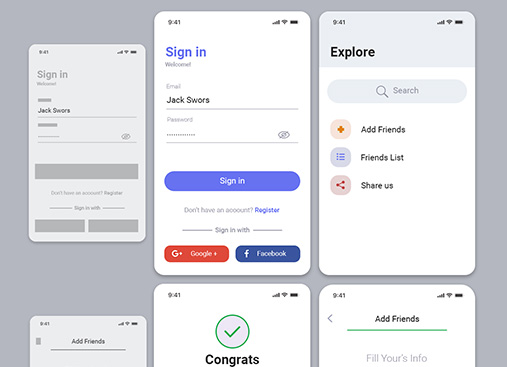 9:41
Sign in
Welcome!
Jack Swors
Don't have an account? Register
Sign in with
9:41
Sign in
Welcome!
Email
Jack Swors
Password
Sign in
Don't have an account? Register
Sign in with
G+ Google +
f Facebook
9:41
Explore
Search
Add Friends
Friends List
Share us
9:41
Add Friends
9:41
Congrats
9:41
Add Friends
Fill Your's Info